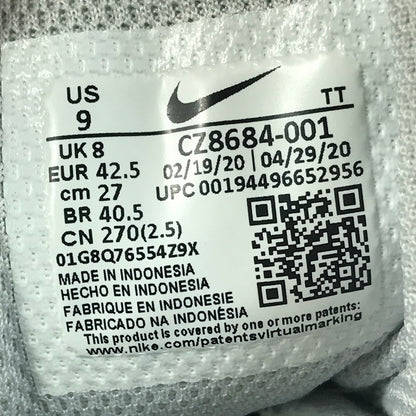 US
9
TT
CZ8684-001
02/19/20 | 04/29/20
UPC 00194496652956
UK 8
EUR 42.5
cm 27
BR 40.5
CN 270(2.5)
01G8Q76554Z9X
MADE IN INDONESIA
HECHO EN INDONESIA
FABRIQUE EN INDONESIE
FABRICADO NA INDONÉSIA
This product is covered by one or more patents:
www.nike.com/patentsvirtualmarking